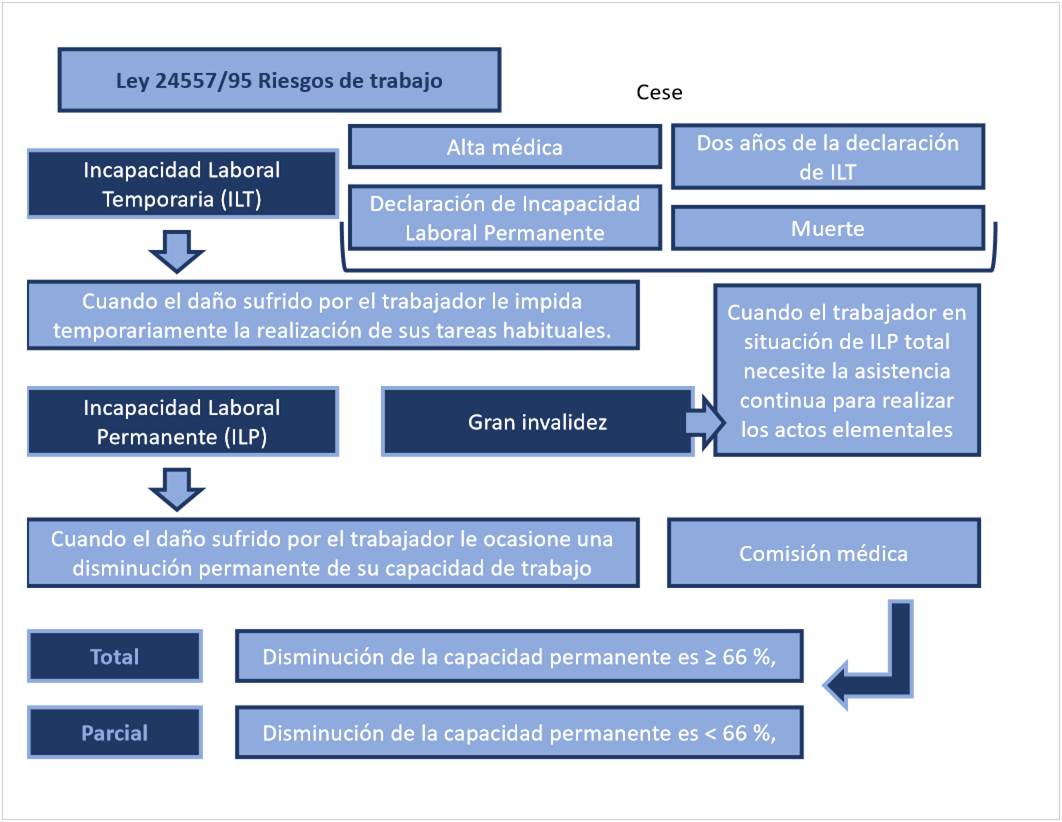 Ley 24557/95 Riesgos de trabajo
Cese
Incapacidad Laboral
Temporaria (ILT)
Alta médica
Dos años de la declaración
de ILT
Declaración de Incapacidad
Laboral Permanente
Muerte
Cuando el daño sufrido por el trabajador le impida
temporariamente la realización de sus tareas habituales.
Incapacidad Laboral
Permanente (ILP)
Gran invalidez
Cuando el trabajador en
situación de ILP total
necesite la asistencia
continua para realizar
los actos elementales
Cuando el daño sufrido por el trabajador le ocasione una
disminución permanente de su capacidad de trabajo
Comisión médica
Total
Disminución de la capacidad permanente es ≥ 66 %,
Parcial
Disminución de la capacidad permanente es < 66 %,